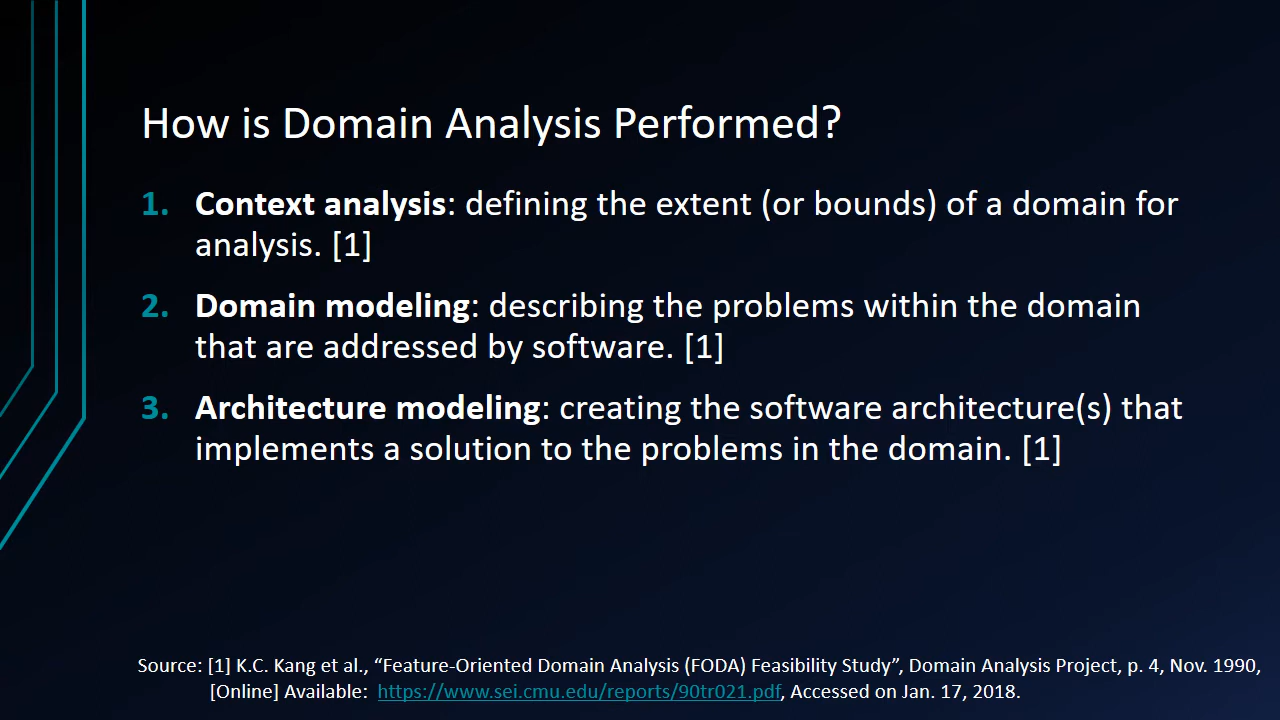 How is Domain Analysis Performed?
1. Context analysis: defining the extent (or bounds) of a domain for
analysis. [1]
2. Domain modeling: describing the problems within the domain
that are addressed by software. [1]
3. Architecture modeling: creating the software architecture(s) that
implements a solution to the problems in the domain. [1]
Source: [1] K.C. Kang et al., “Feature-Oriented Domain Analysis (FODA) Feasibility Study”, Domain Analysis Project, p. 4, Nov. 1990,
[Online] Available: https://www.sei.cmu.edu/reports/90tr021.pdf, Accessed on Jan. 17, 2018.